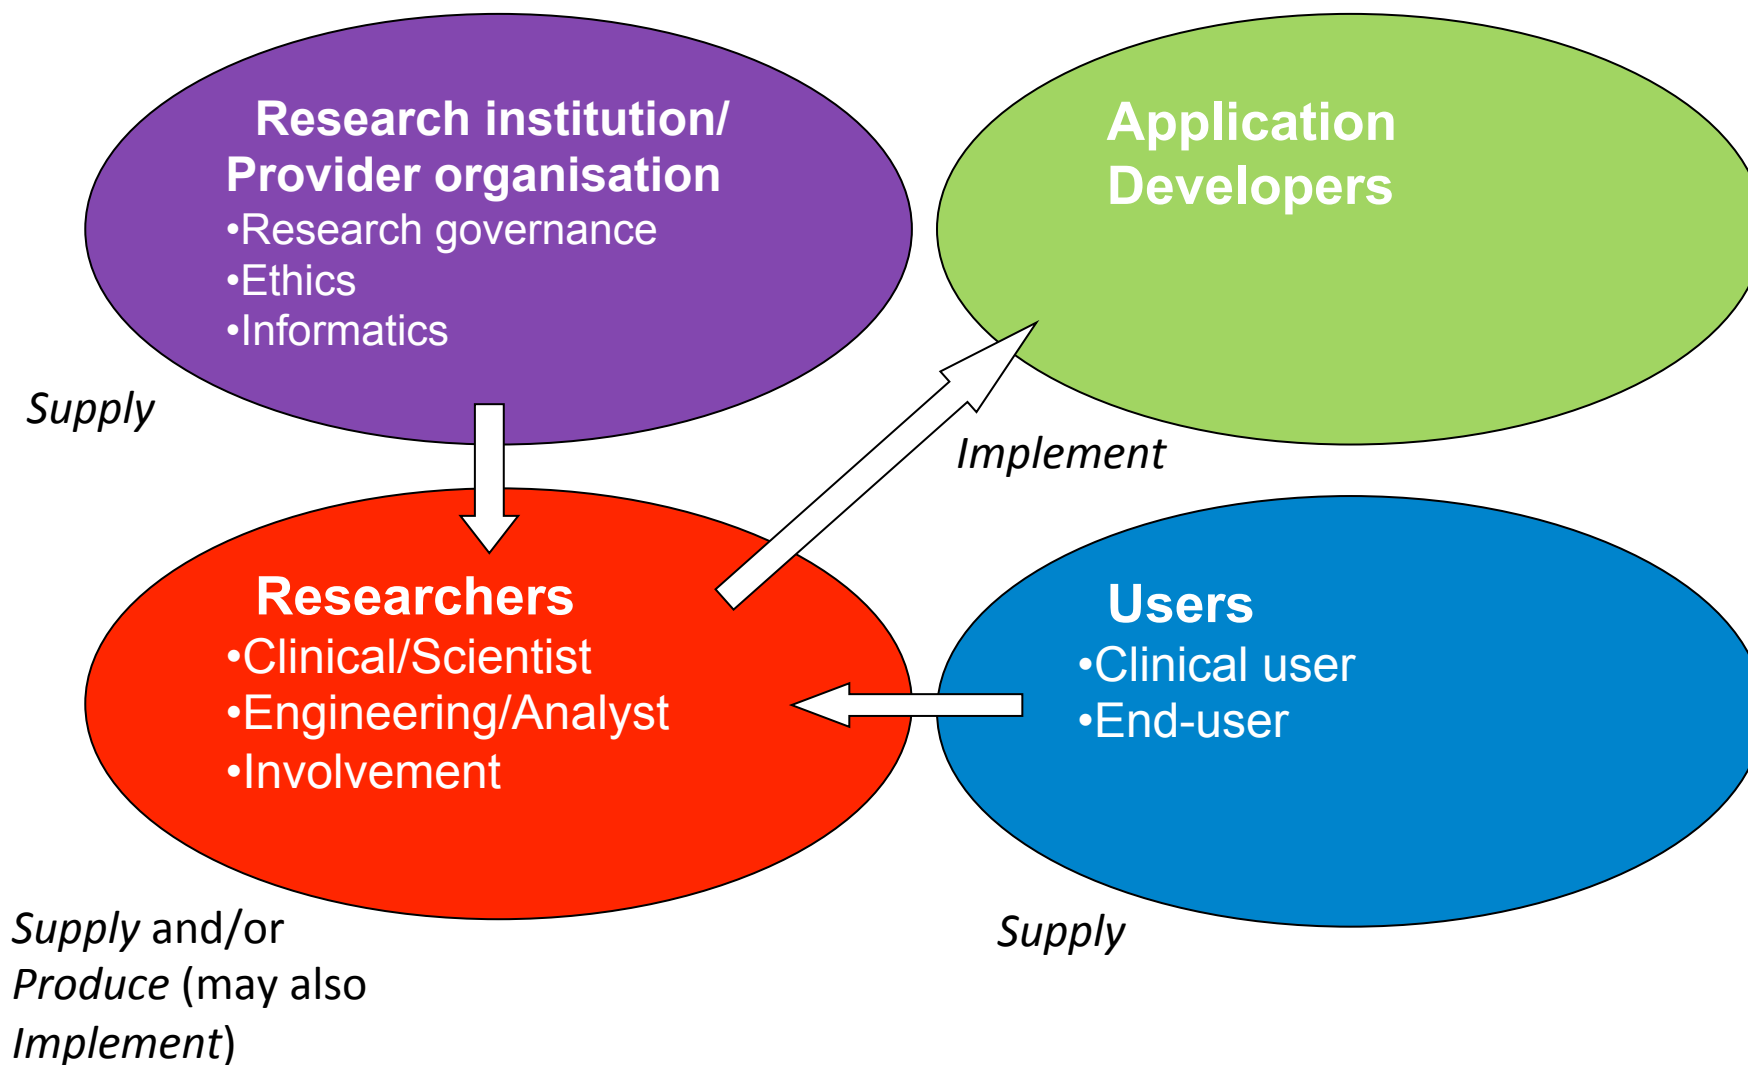 Research institution/
Provider organisation
•Research governance
•Ethics
•Informatics
Supply
Application
Developers
Implement
Researchers
•Clinical/Scientist
•Engineering/Analyst
•Involvement
Supply and/or
Produce (may also
Implement)
Users
•Clinical user
•End-user
Supply